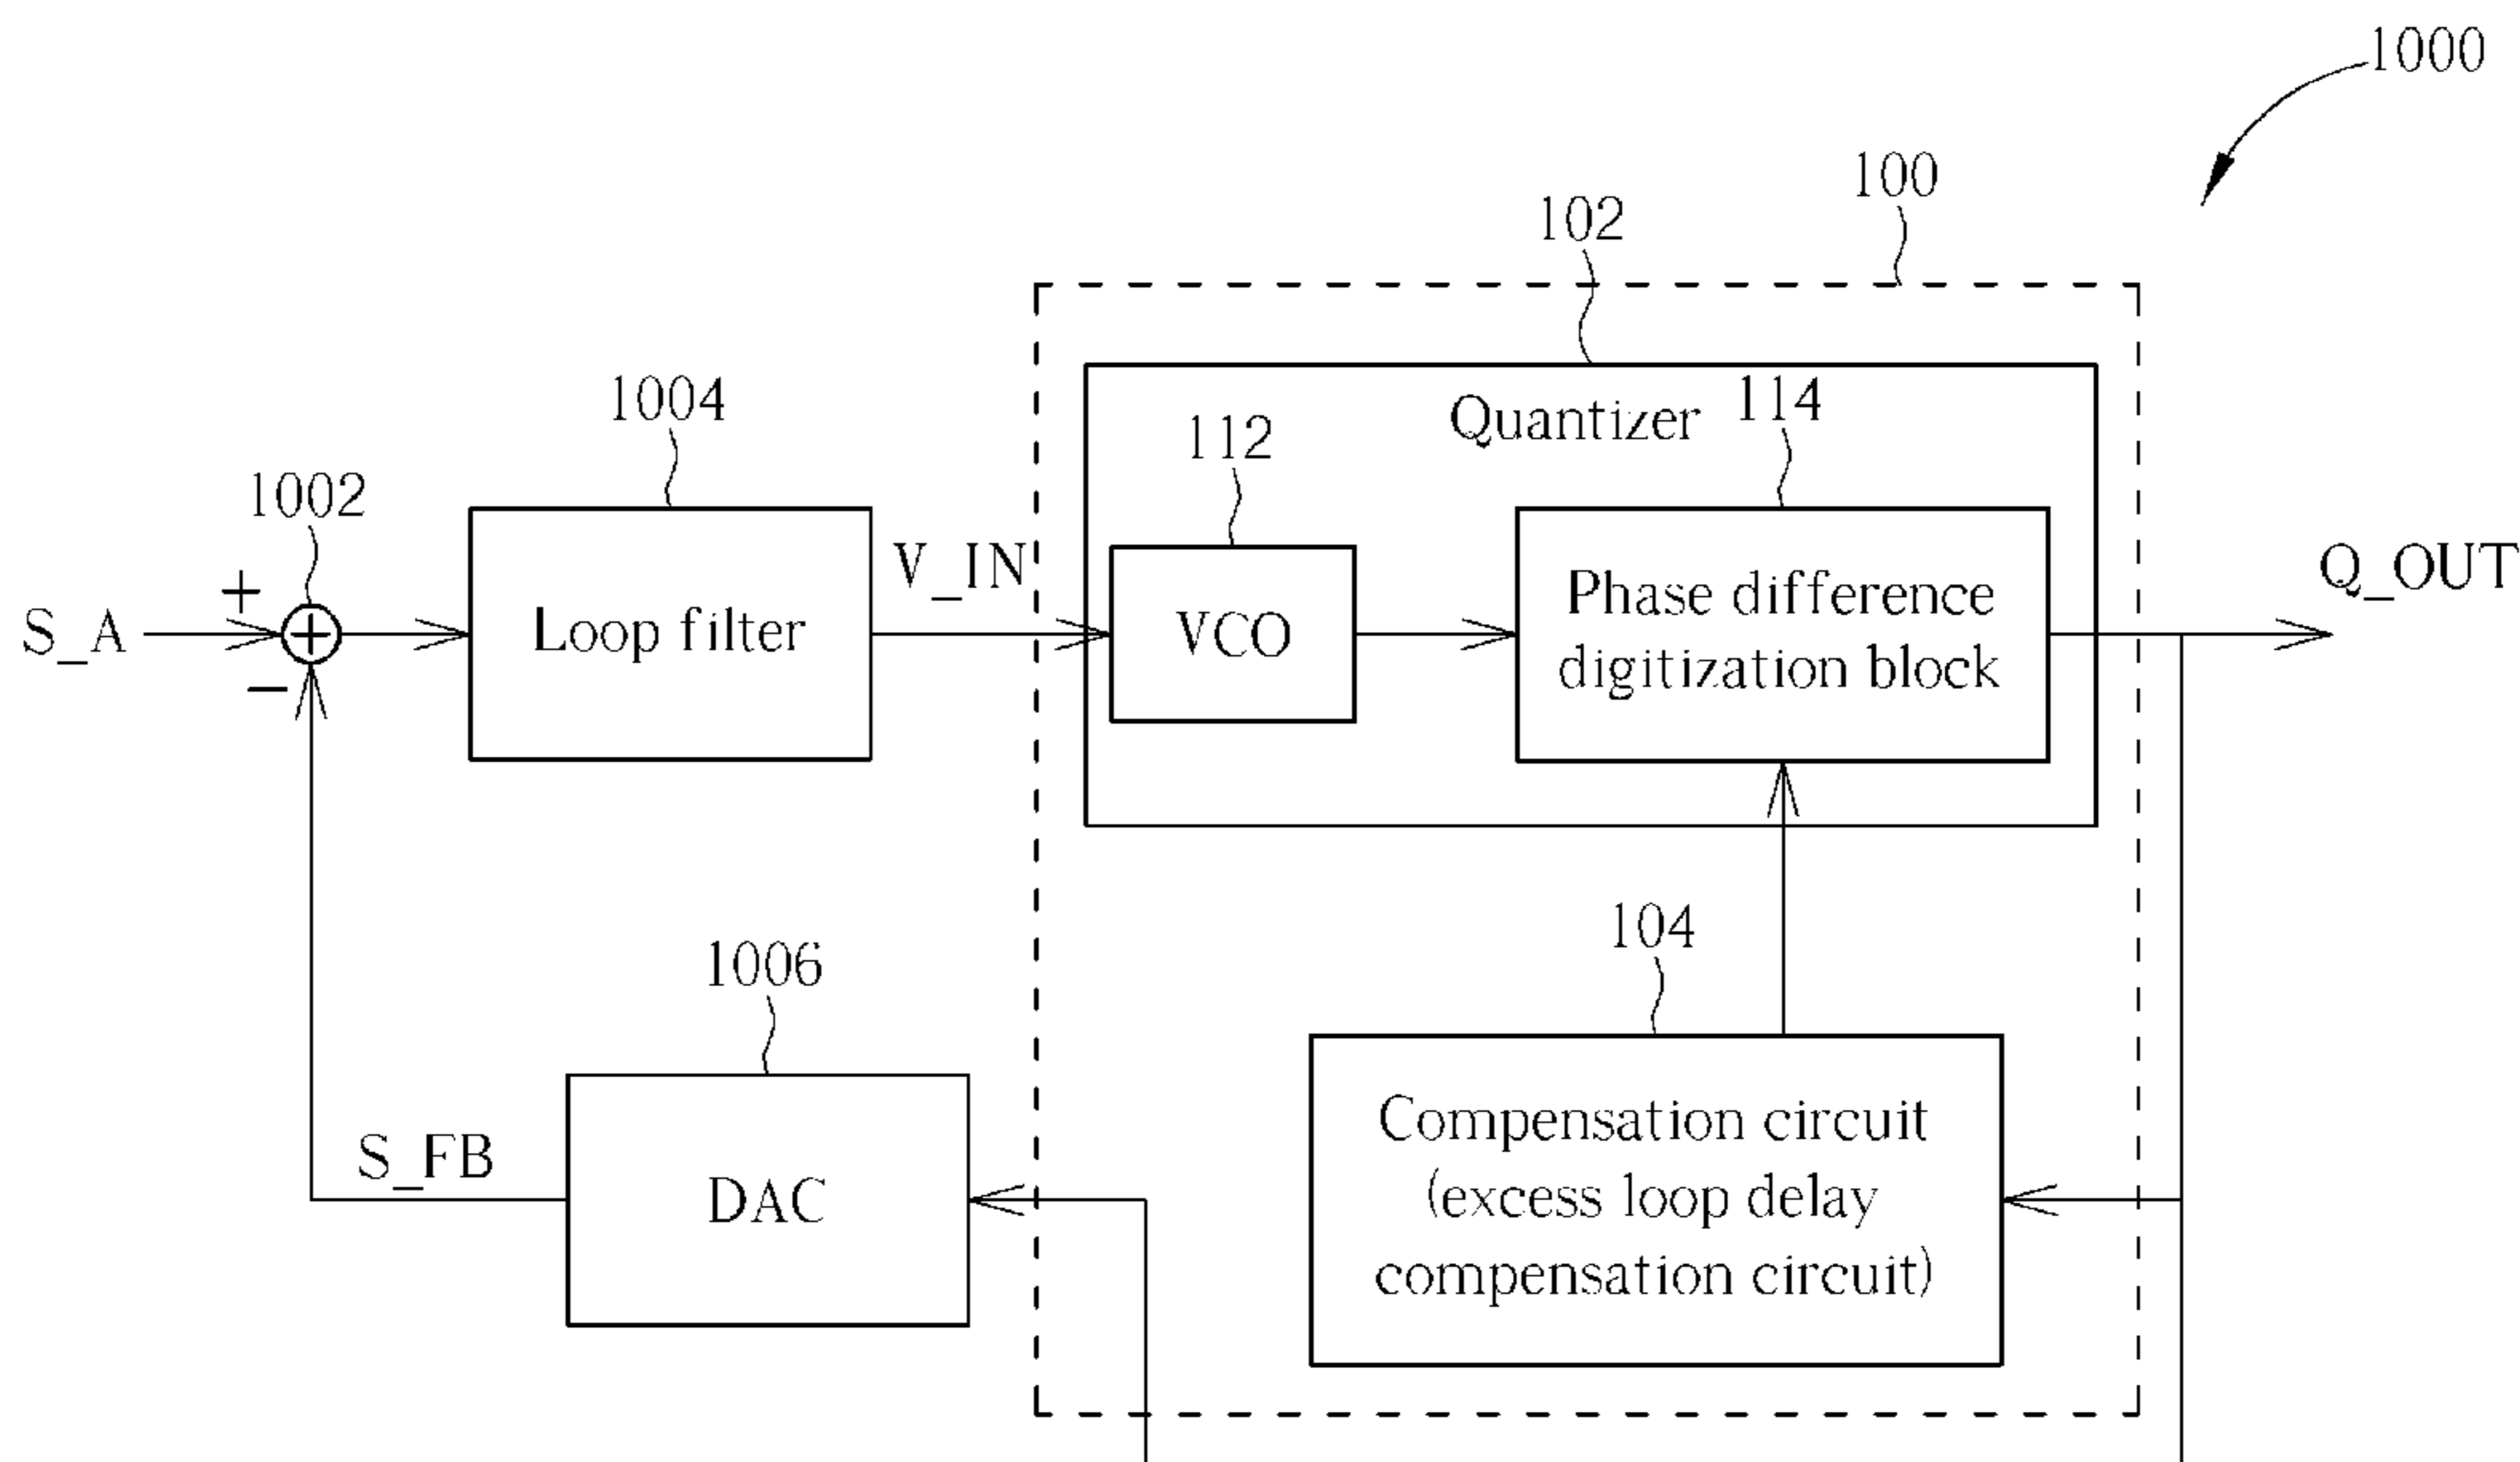 1000
100
102
1004
Quantizer
114
112
1002
V_IN
Q_OUT
+
S_A
+
Loop filter
VCO
Phase difference
digitization block
−
104
1006
Compensation circuit
(excess loop delay
compensation circuit)
S_FB
DAC